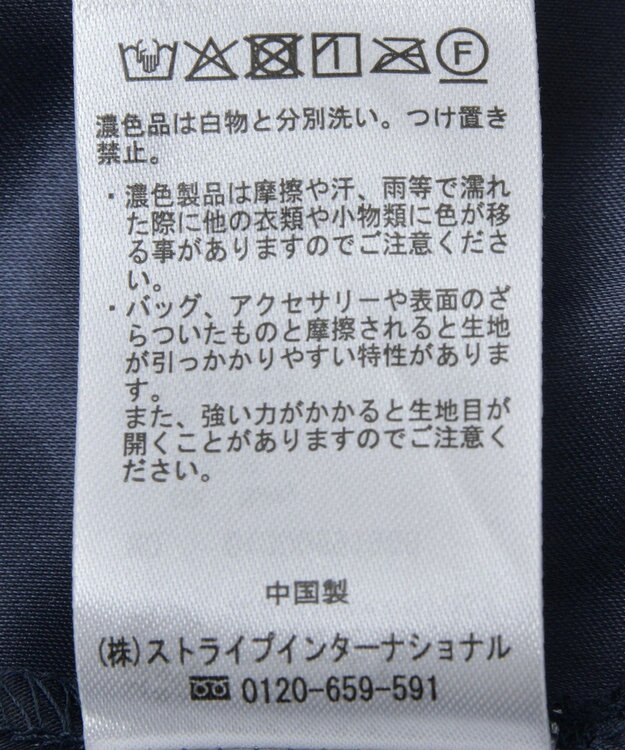 F
濃色品は白物と分別洗い。つけ置き
禁止。
・濃色製品は摩擦や汗、雨等で濡れ
た際に他の衣類や小物類に色が移
る事がありますのでご注意くださ
い。
・バッグ、アクセサリーや表面のざ
らついたものと摩擦されると生地
が引っかかりやすい特性がありま
す。
また、強い力がかかると生地目が
開くことがありますのでご注意く
ださい。
中国製
(株)ストライプインターナショナル
0120-659-591